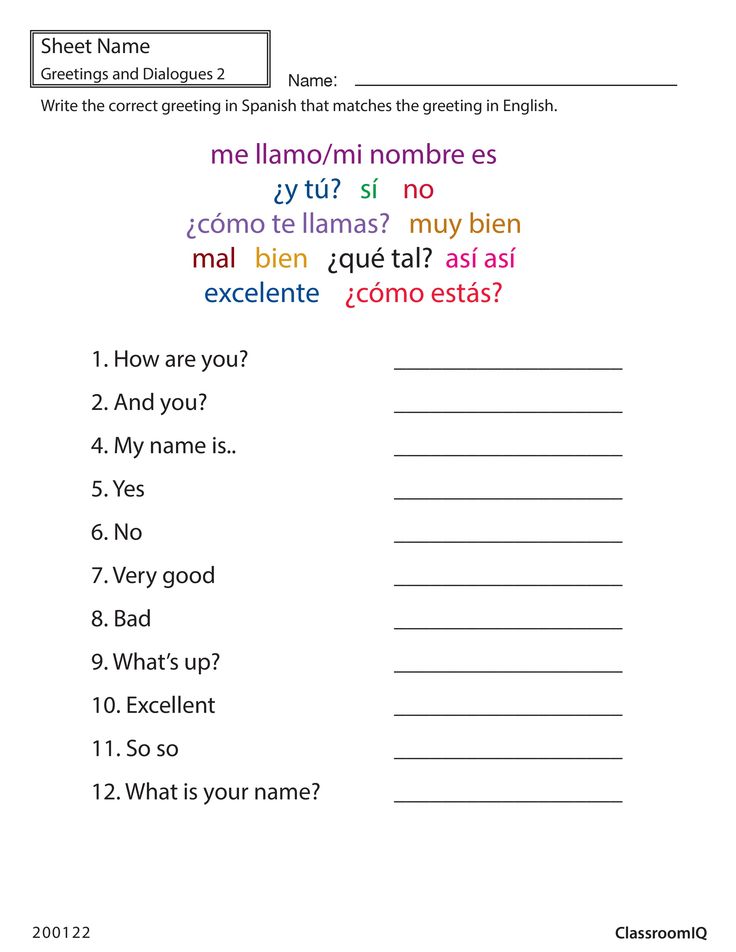 Sheet Name
Greetings and Dialogues 2
Name: ____________________
Write the correct greeting in Spanish that matches the greeting in English.
me llamo/mi nombre es
¿y tú? sí no
¿cómo te llamas? muy bien
mal bien ¿qué tal? así así
excelente ¿cómo estás?
1. How are you? ____________________
2. And you? ____________________
4. My name is.. ____________________
5. Yes ____________________
6. No ____________________
7. Very good ____________________
8. Bad ____________________
9. What’s up? ____________________
10. Excellent ____________________
11. So so ____________________
12. What is your name? ____________________
200122 ClassroomIQ